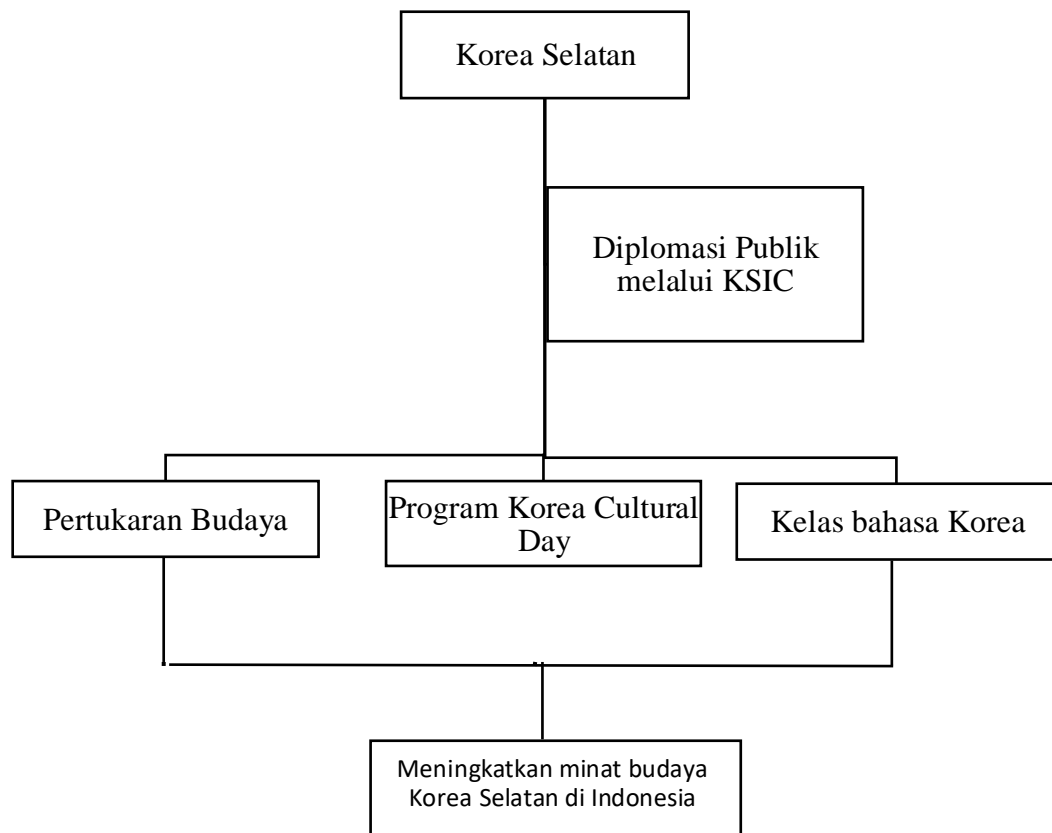 Korea Selatan
Diplomasi Publik
melalui KSIC
Pertukaran Budaya
Program Korea Cultural
Day
Kelas bahasa Korea
Meningkatkan minat budaya
Korea Selatan di Indonesia